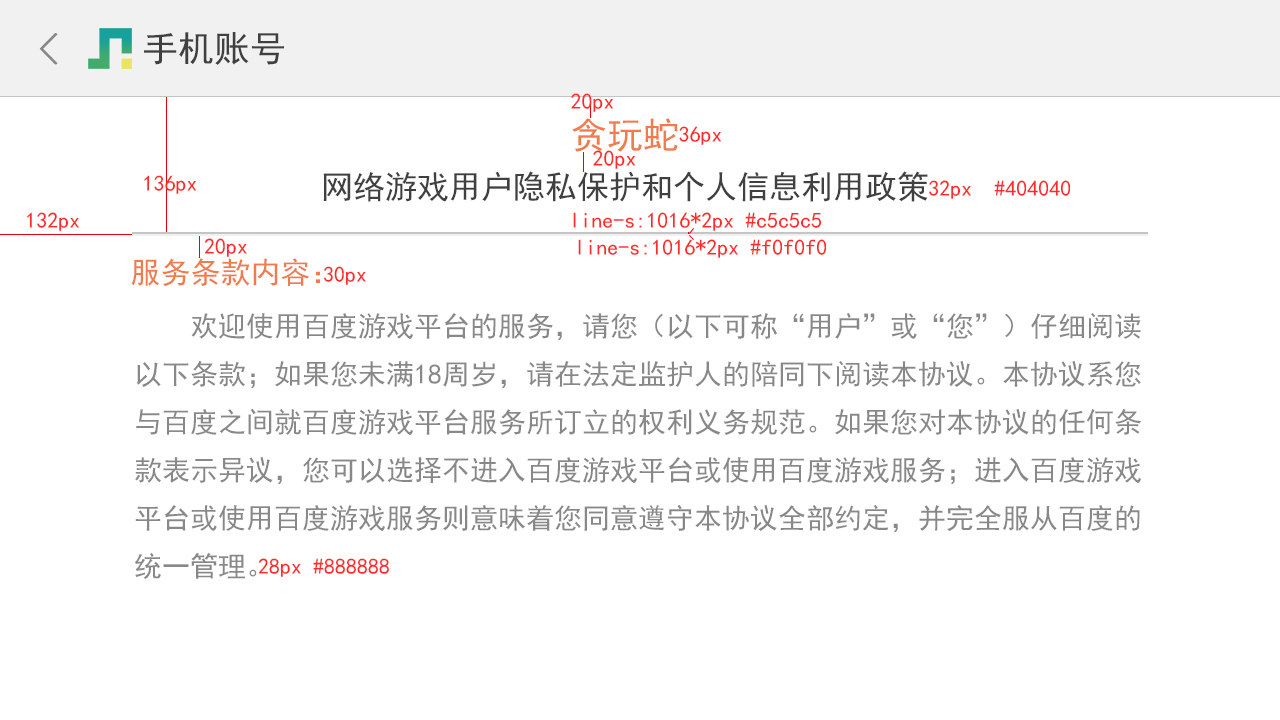 手机账号
20px
贪玩蛇36px
20px
136px
网络游戏用户隐私保护和个人信息利用政策32px #404040
132px
line-s:1016*2px #c5c5c5
20px
line-s:1016*2px #f0f0f0
服务条款内容:30px
欢迎使用百度游戏平台的服务，请您（以下可称“用户”或“您”）仔细阅读
以下条款；如果您未满18周岁，请在法定监护人的陪同下阅读本协议。本协议系您
与百度之间就百度游戏平台服务所订立的权利义务规范。如果您对本协议的任何条
款表示异议，您可以选择不进入百度游戏平台或使用百度游戏服务；进入百度游戏
平台或使用百度游戏服务则意味着您同意遵守本协议全部约定，并完全服从百度的
统一管理。28px #888888